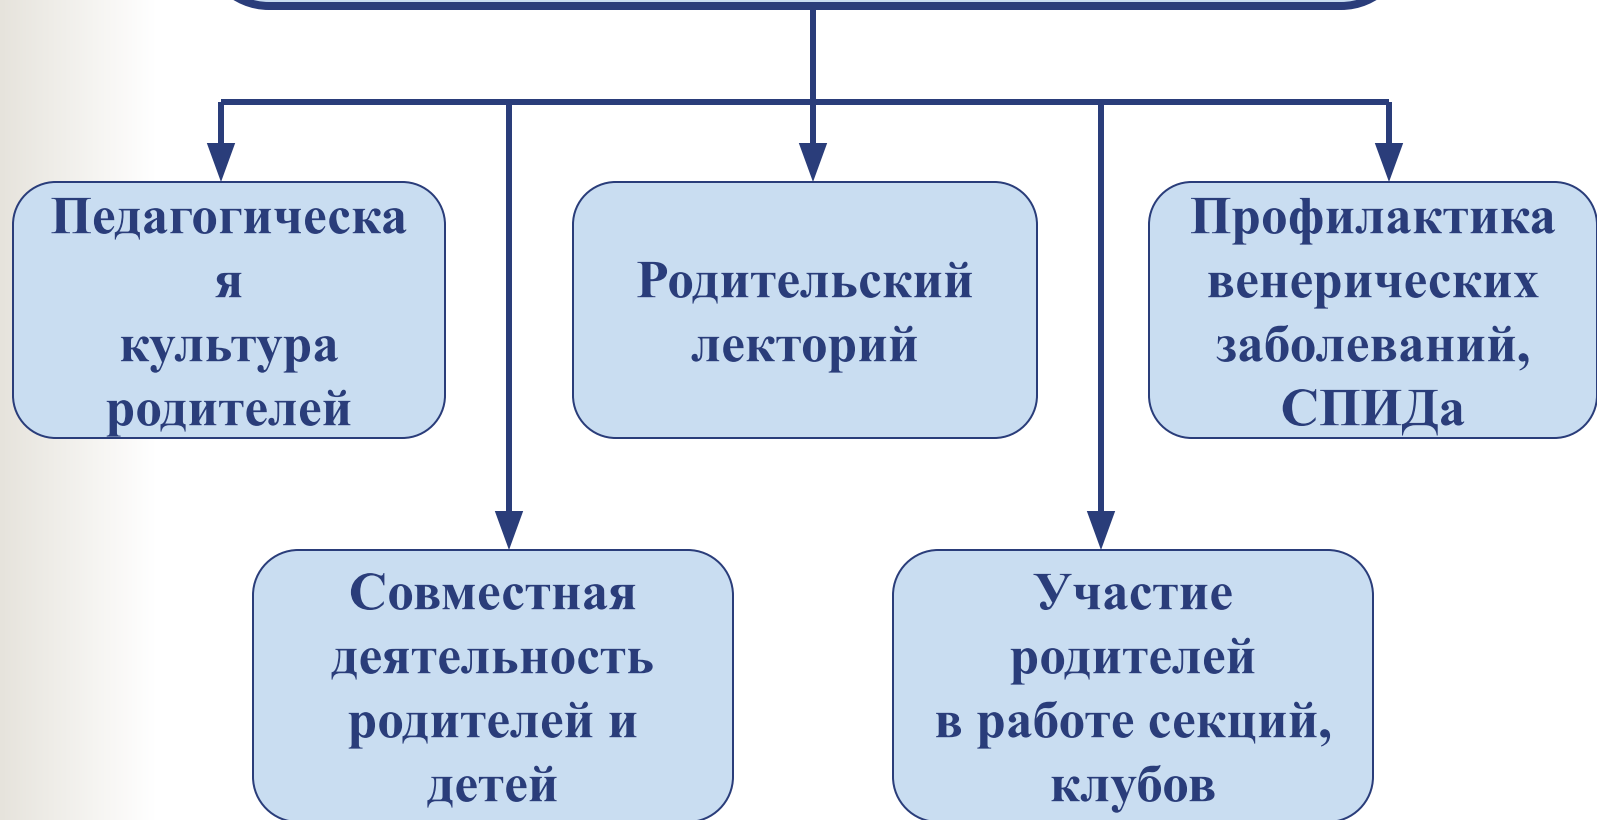 Педагогическа
я
культура
родителей
Родительский
лекторий
Профилактика
венерических
заболеваний,
СПИДа
Совместная
деятельность
родителей и
детей
Участие
родителей
в работе секций,
клубов